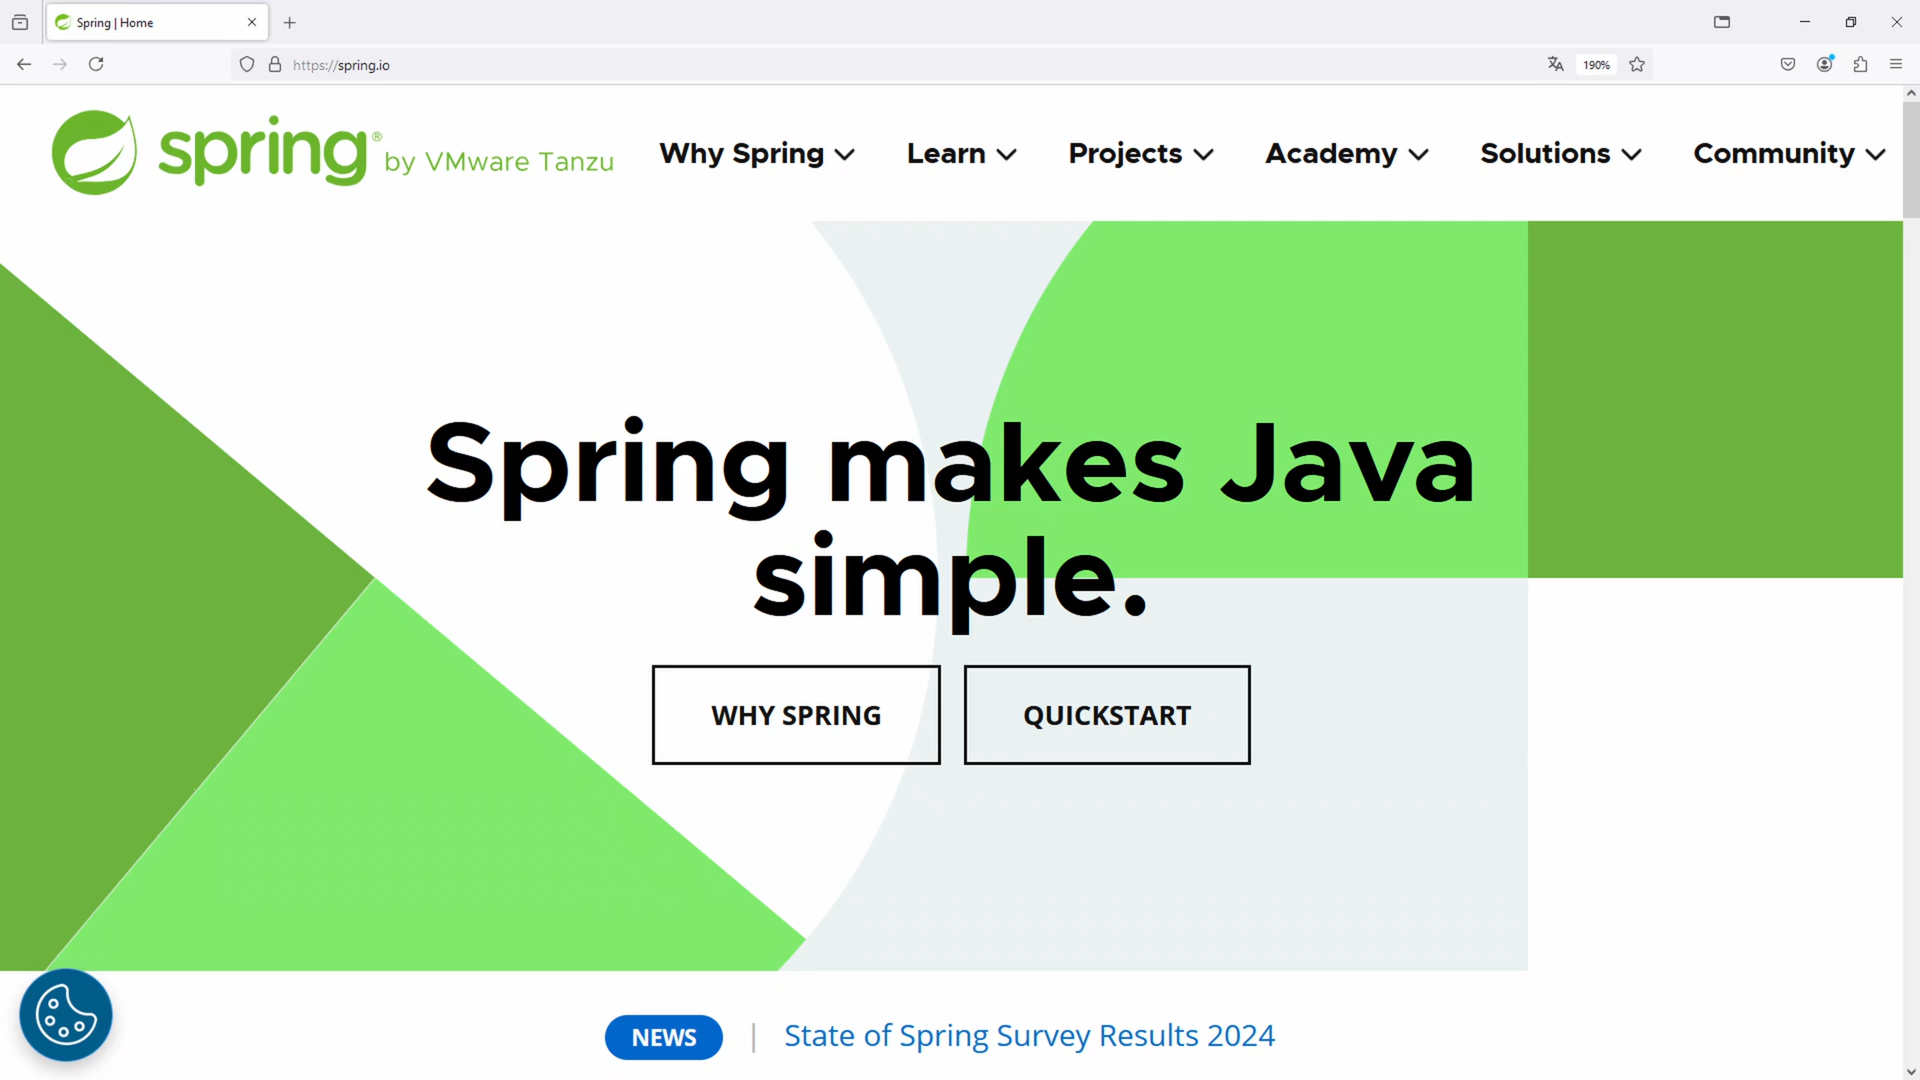 Spring | Home
https://spring.io
190%
spring® by VMware Tanzu
Why Spring
Learn
Projects
Academy
Solutions
Community
Spring makes Java
simple.
WHY SPRING
QUICKSTART
NEWS | State of Spring Survey Results 2024